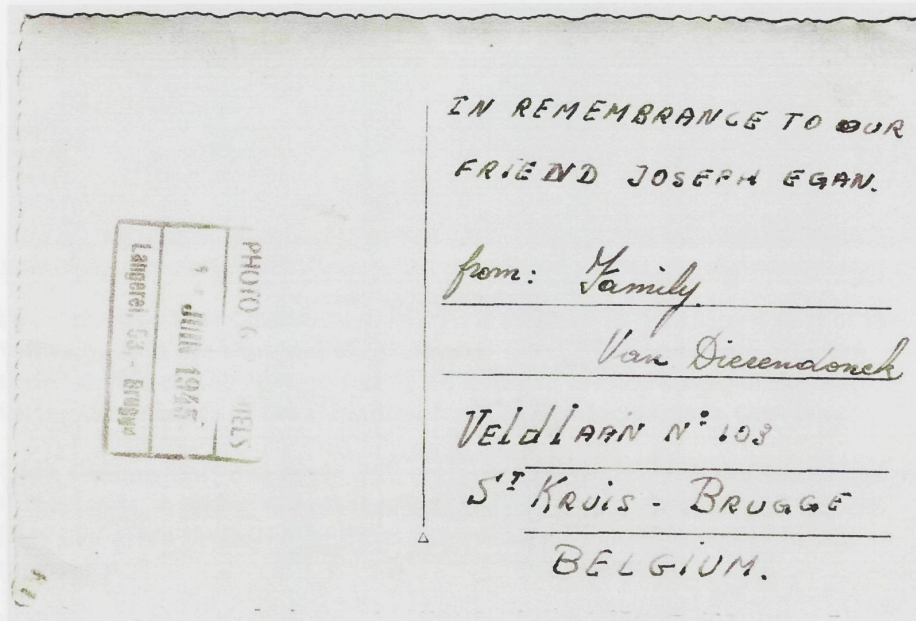 IN REMEMBRANCE TO OUR
FRIEND JOSEPH EGAN.
from: Family
Van Dierendonck
VEldlAAN N° 103
ST KRUIS - BRUGGE
BELGIUM.
PHOTO
JUIN 1945
Langerei, 53, - Brugge